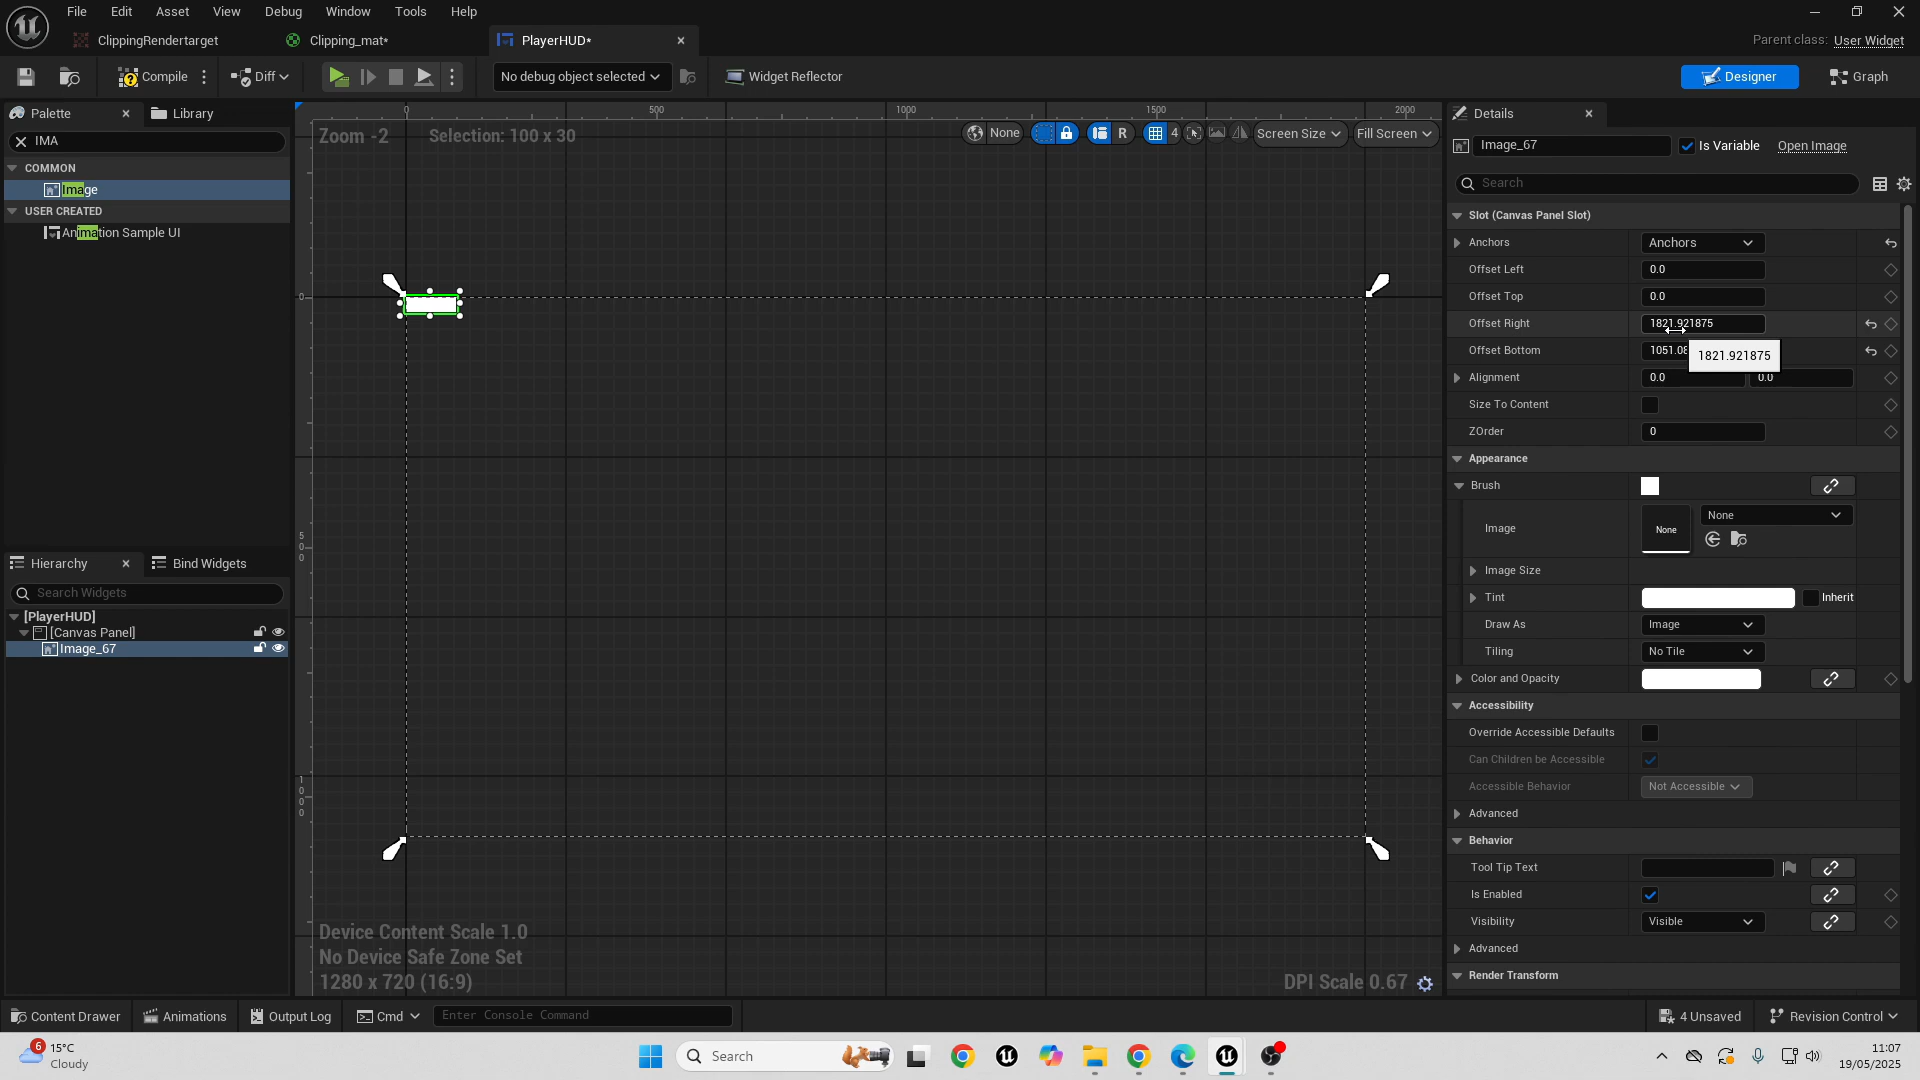 File Edit Asset View Debug Window Tools Help
ClippingRendertarget Clipping_mat* PlayerHUD* Parent class: User Widget
Compile Diff No debug object selected Widget Reflector Designer Graph
Palette Library
IMA
COMMON
Image
USER CREATED
Animation Sample UI
Hierarchy Bind Widgets
Search Widgets
[PlayerHUD]
[Canvas Panel]
Image_67
0 500 1000 1500 2000
Zoom -2 Selection: 100 x 30 None R 4 Screen Size Fill Screen
0
500
1000
Device Content Scale 1.0
No Device Safe Zone Set
1280 x 720 (16:9) DPI Scale 0.67
Details
Image_67 Is Variable Open Image
Search
Slot (Canvas Panel Slot)
Anchors Anchors
Offset Left 0.0
Offset Top 0.0
Offset Right 1821.921875
Offset Bottom 1051.08
1821.921875
Alignment 0.0 0.0
Size To Content
ZOrder 0
Appearance
Brush
Image None None
Image Size
Tint Inherit
Draw As Image
Tiling No Tile
Color and Opacity
Accessibility
Override Accessible Defaults
Can Children be Accessible
Accessible Behavior Not Accessible
Advanced
Behavior
Tool Tip Text
Is Enabled
Visibility Visible
Advanced
Render Transform
Content Drawer Animations Output Log Cmd Enter Console Command 4 Unsaved Revision Control
6 15°C
Cloudy
Search
11:07
19/05/2025